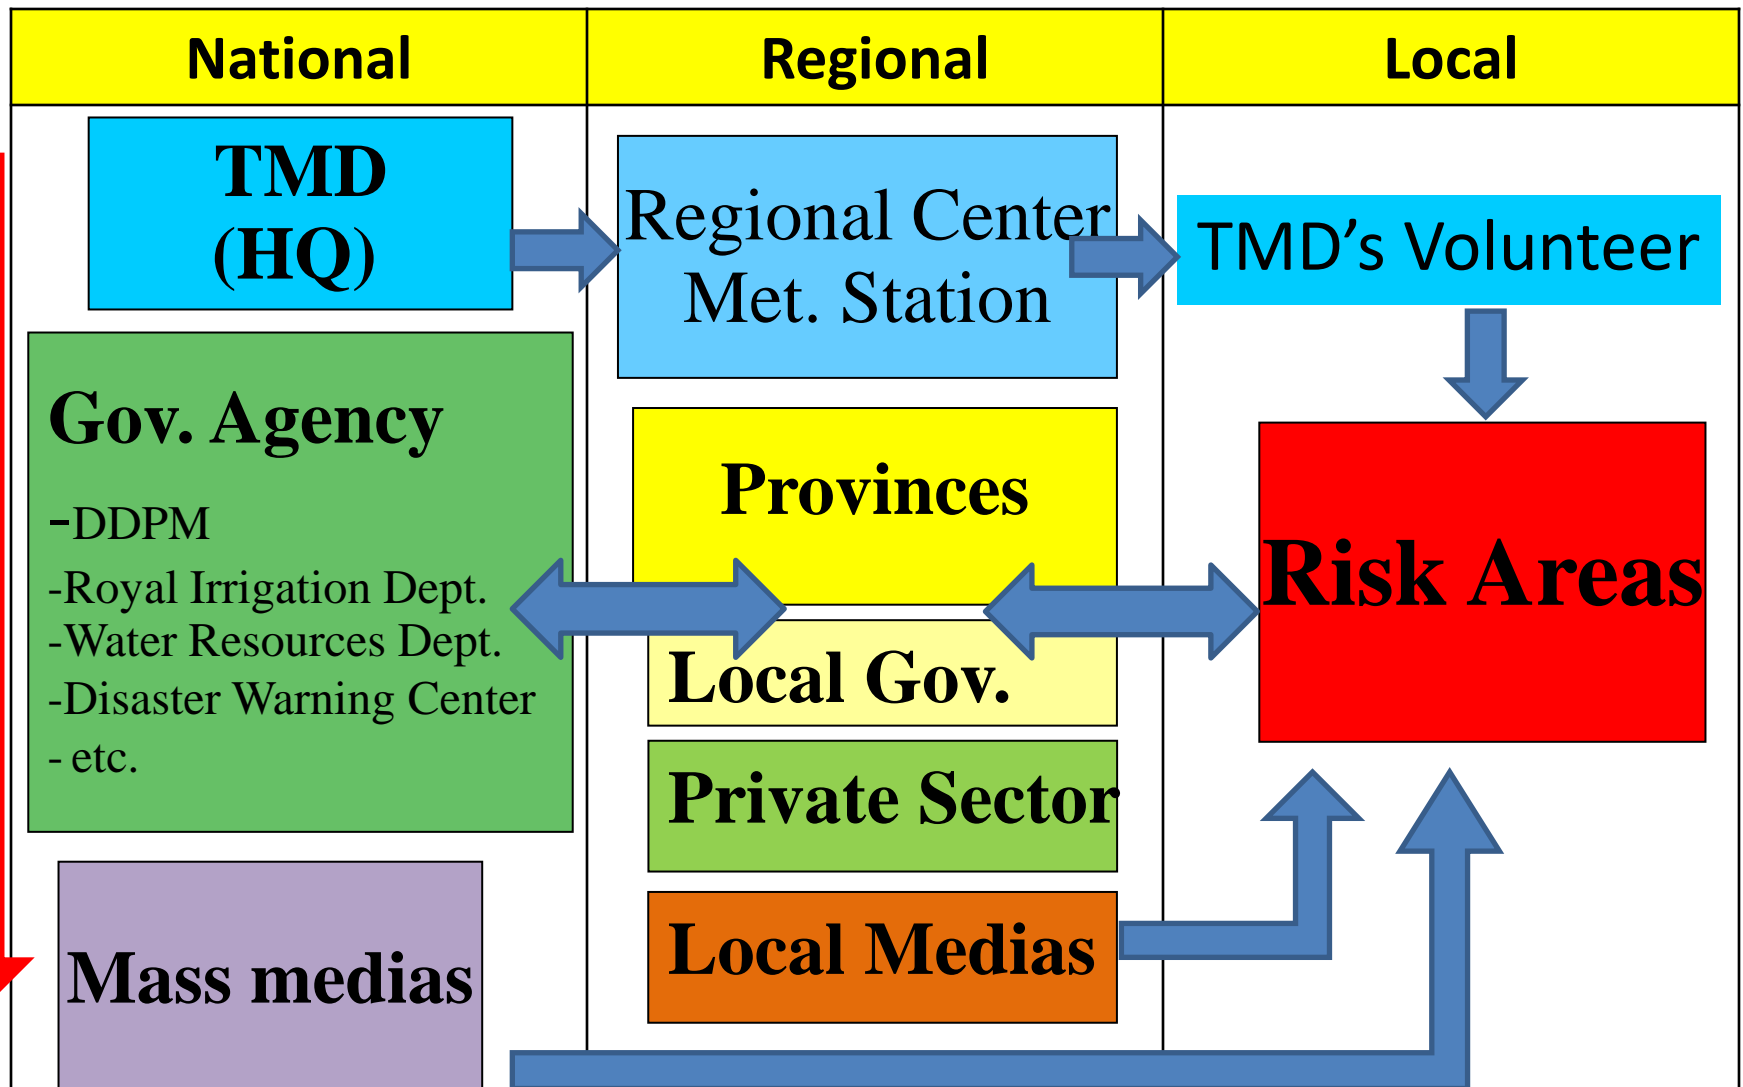 National
Regional
Local
TMD
(HQ)
Regional Center
Met. Station
TMD’s Volunteer
Gov. Agency
-DDPM
-Royal Irrigation Dept.
-Water Resources Dept.
-Disaster Warning Center
- etc.
Provinces
Local Gov.
Private Sector
Local Medias
Risk Areas
Mass medias